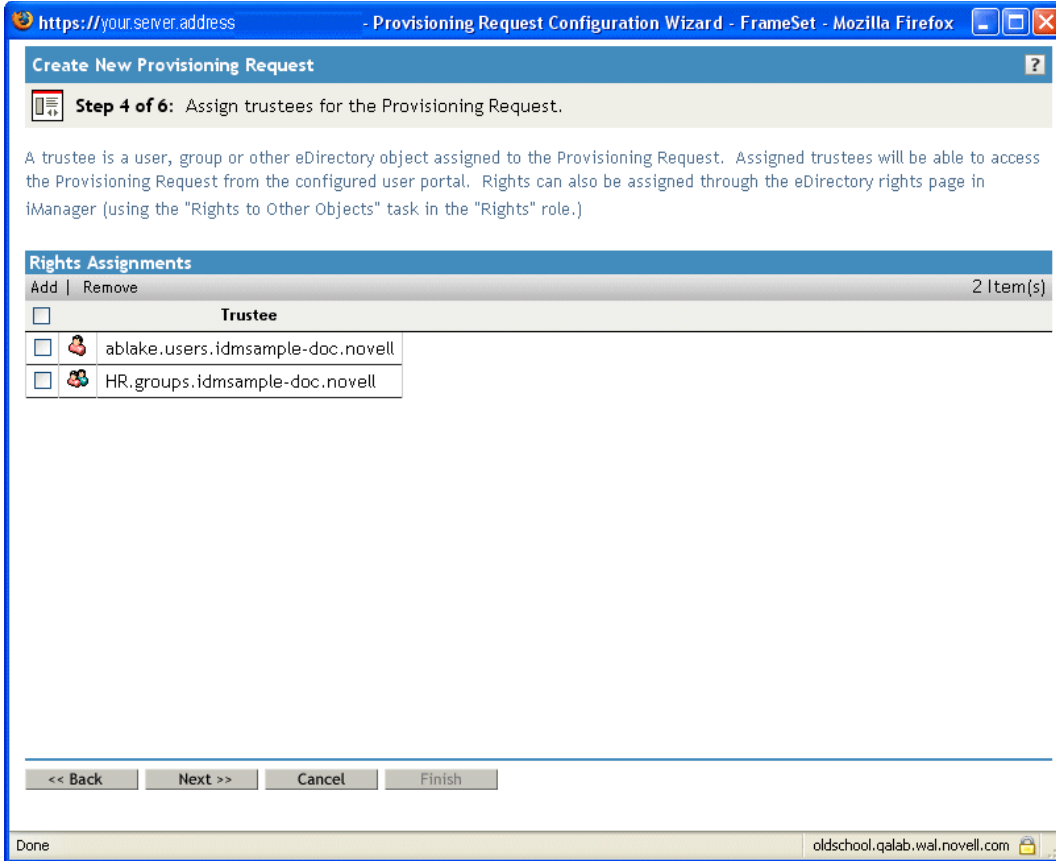 https://your.server.address - Provisioning Request Configuration Wizard - FrameSet - Mozilla Firefox
Create New Provisioning Request ?
Step 4 of 6: Assign trustees for the Provisioning Request.
A trustee is a user, group or other eDirectory object assigned to the Provisioning Request. Assigned trustees will be able to access
the Provisioning Request from the configured user portal. Rights can also be assigned through the eDirectory rights page in
iManager (using the "Rights to Other Objects" task in the "Rights" role.)
Rights Assignments
Add | Remove 2 Item(s)
Trustee
ablake.users.idmsample-doc.novell
HR.groups.idmsample-doc.novell
<< Back Next >> Cancel Finish
Done oldschool.qalab.wal.novell.com